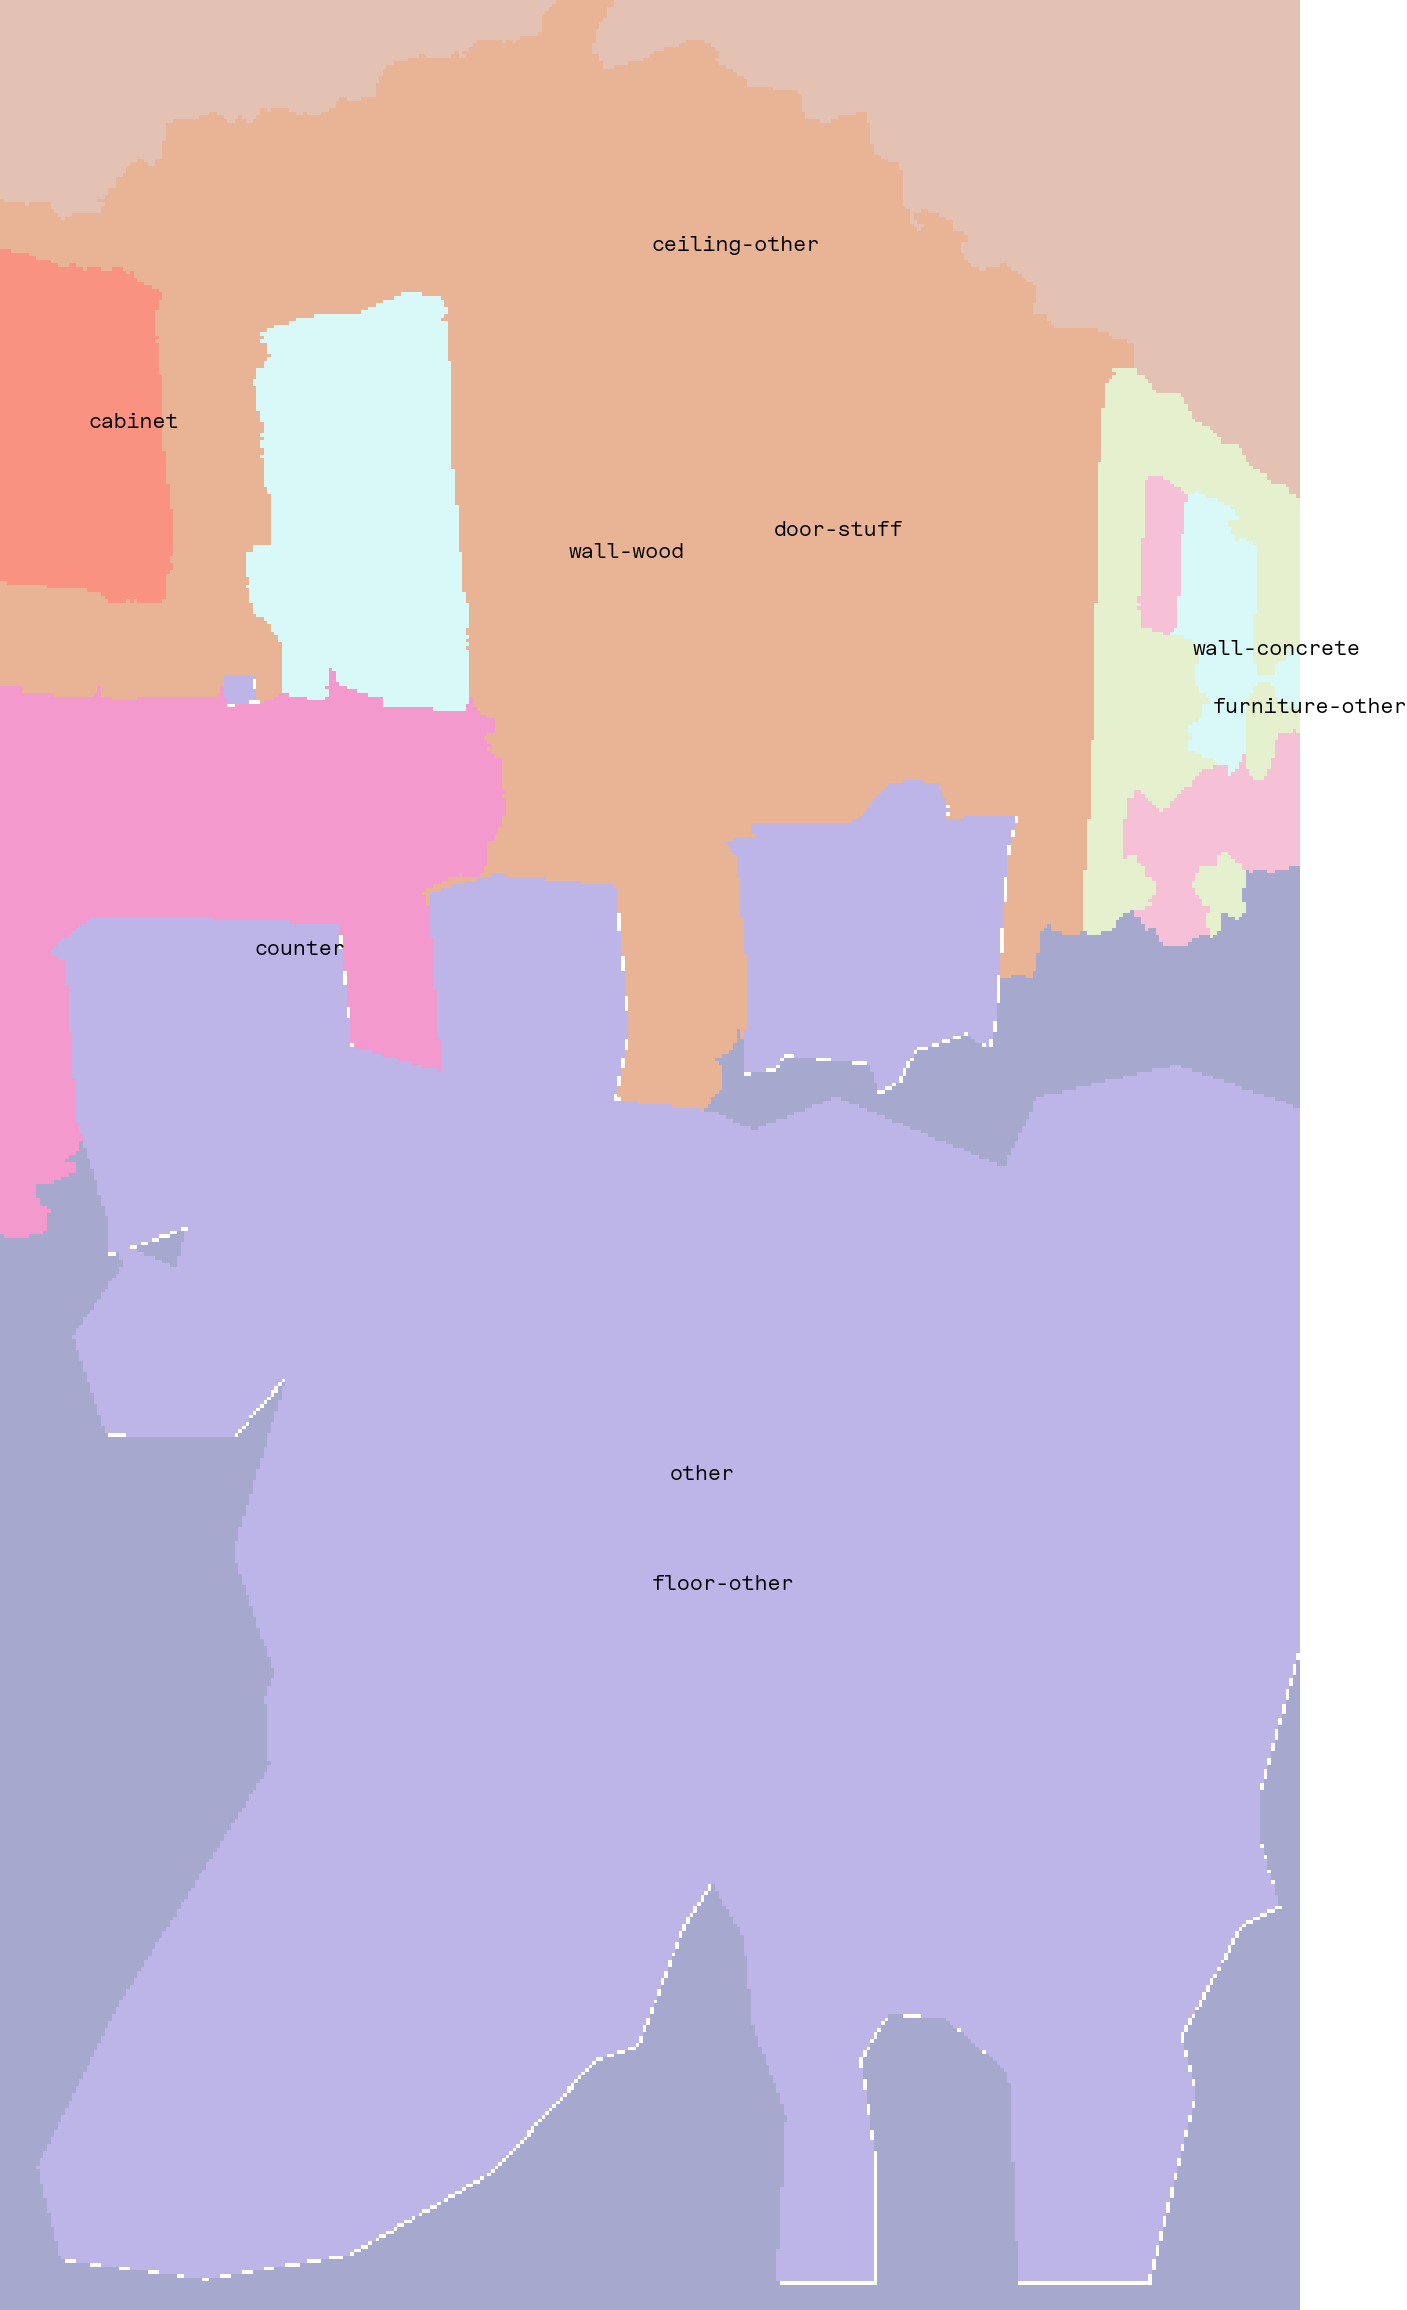 ceiling-other
cabinet
door-stuff
wall-wood
wall-concrete
furniture-other
counter
other
floor-other